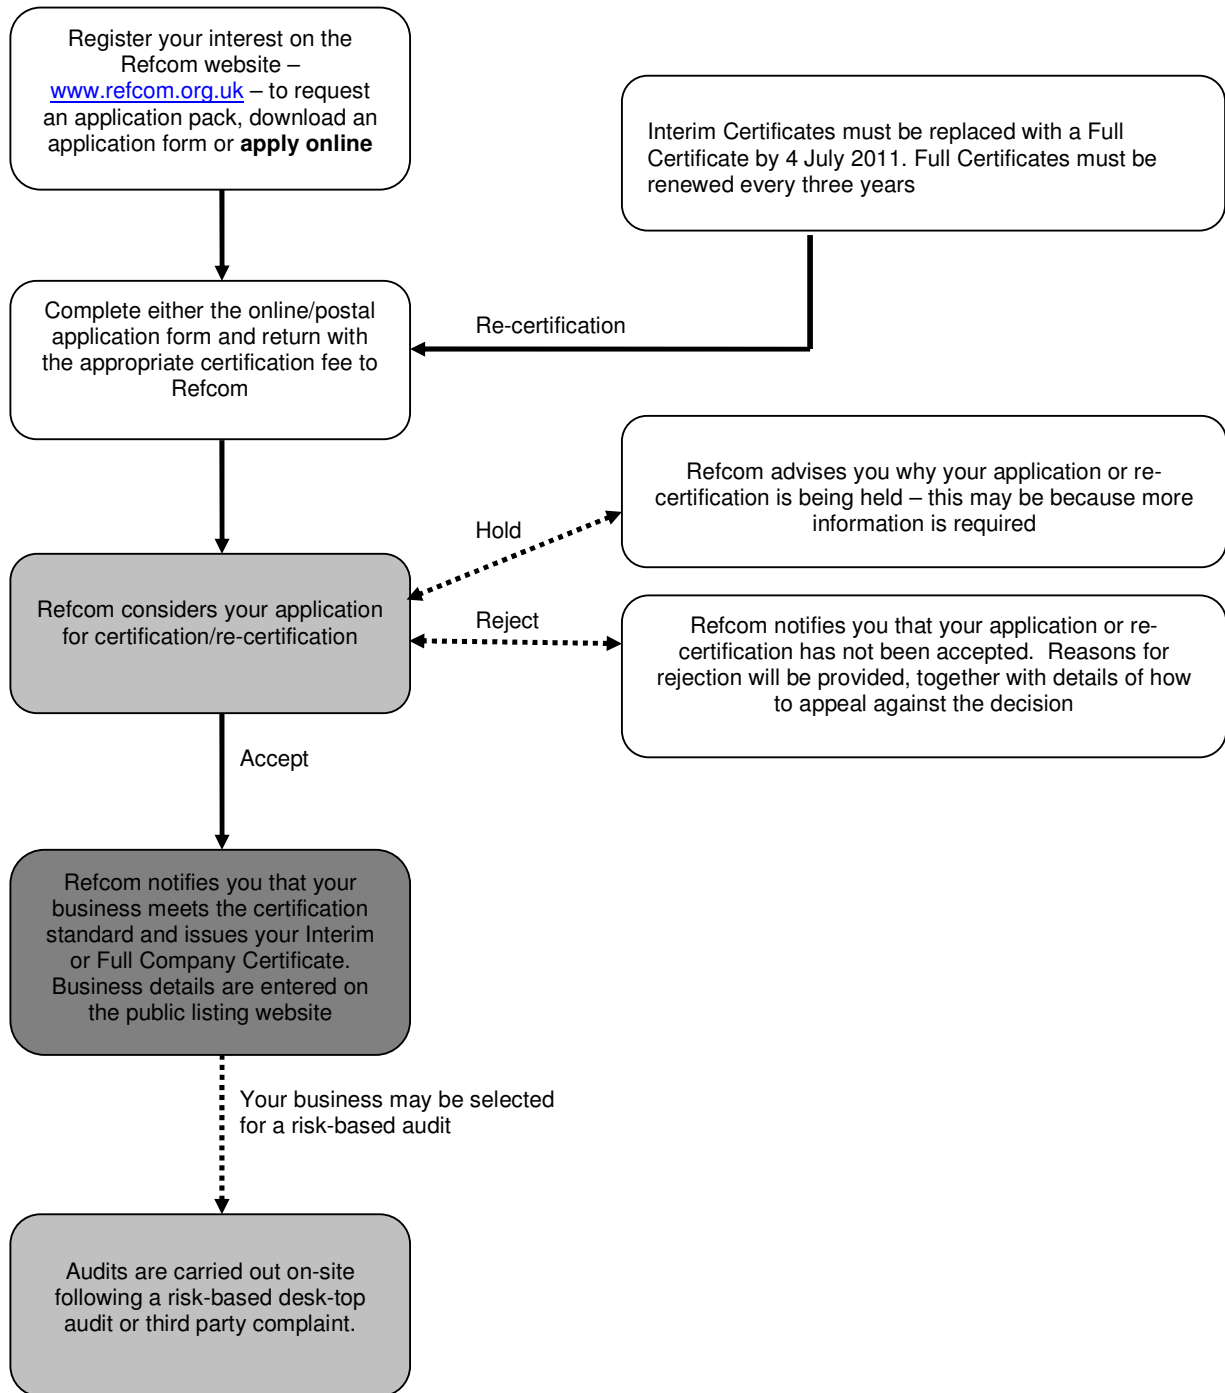 Register your interest on the
Refcom website –
www.refcom.org.uk – to request
an application pack, download an
application form or apply online
Interim Certificates must be replaced with a Full
Certificate by 4 July 2011. Full Certificates must be
renewed every three years
Complete either the online/postal
application form and return with
the appropriate certification fee to
Refcom
Re-certification
Refcom advises you why your application or re-
certification is being held – this may be because more
information is required
Hold
Refcom considers your application
for certification/re-certification
Reject
Refcom notifies you that your application or re-
certification has not been accepted.  Reasons for
rejection will be provided, together with details of how
to appeal against the decision
Accept
Refcom notifies you that your
business meets the certification
standard and issues your Interim
or Full Company Certificate.
Business details are entered on
the public listing website
Your business may be selected
for a risk-based audit
Audits are carried out on-site
following a risk-based desk-top
audit or third party complaint.